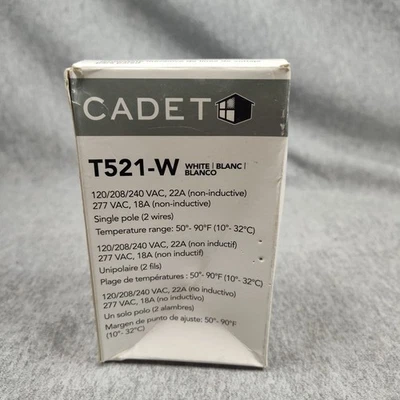 CADET
T521-W WHITE | BLANC |
BLANCO
120/208/240 VAC, 22A (non-inductive)
277 VAC, 18A (non-inductive)
Single pole (2 wires)
Temperature range: 50°- 90°F (10°- 32°C)
120/208/240 VAC, 22A (non inductif)
277 VAC, 18A (non inductif)
Unipolaire (2 fils)
Plage de températures : 50°- 90°F (10°- 32°C)
120/208/240 VAC, 22A (no inductivo)
277 VAC, 18A (no inductivo)
Un solo polo (2 alambres)
Margen de punto de ajuste: 50°- 90°F
(10°- 32°C)